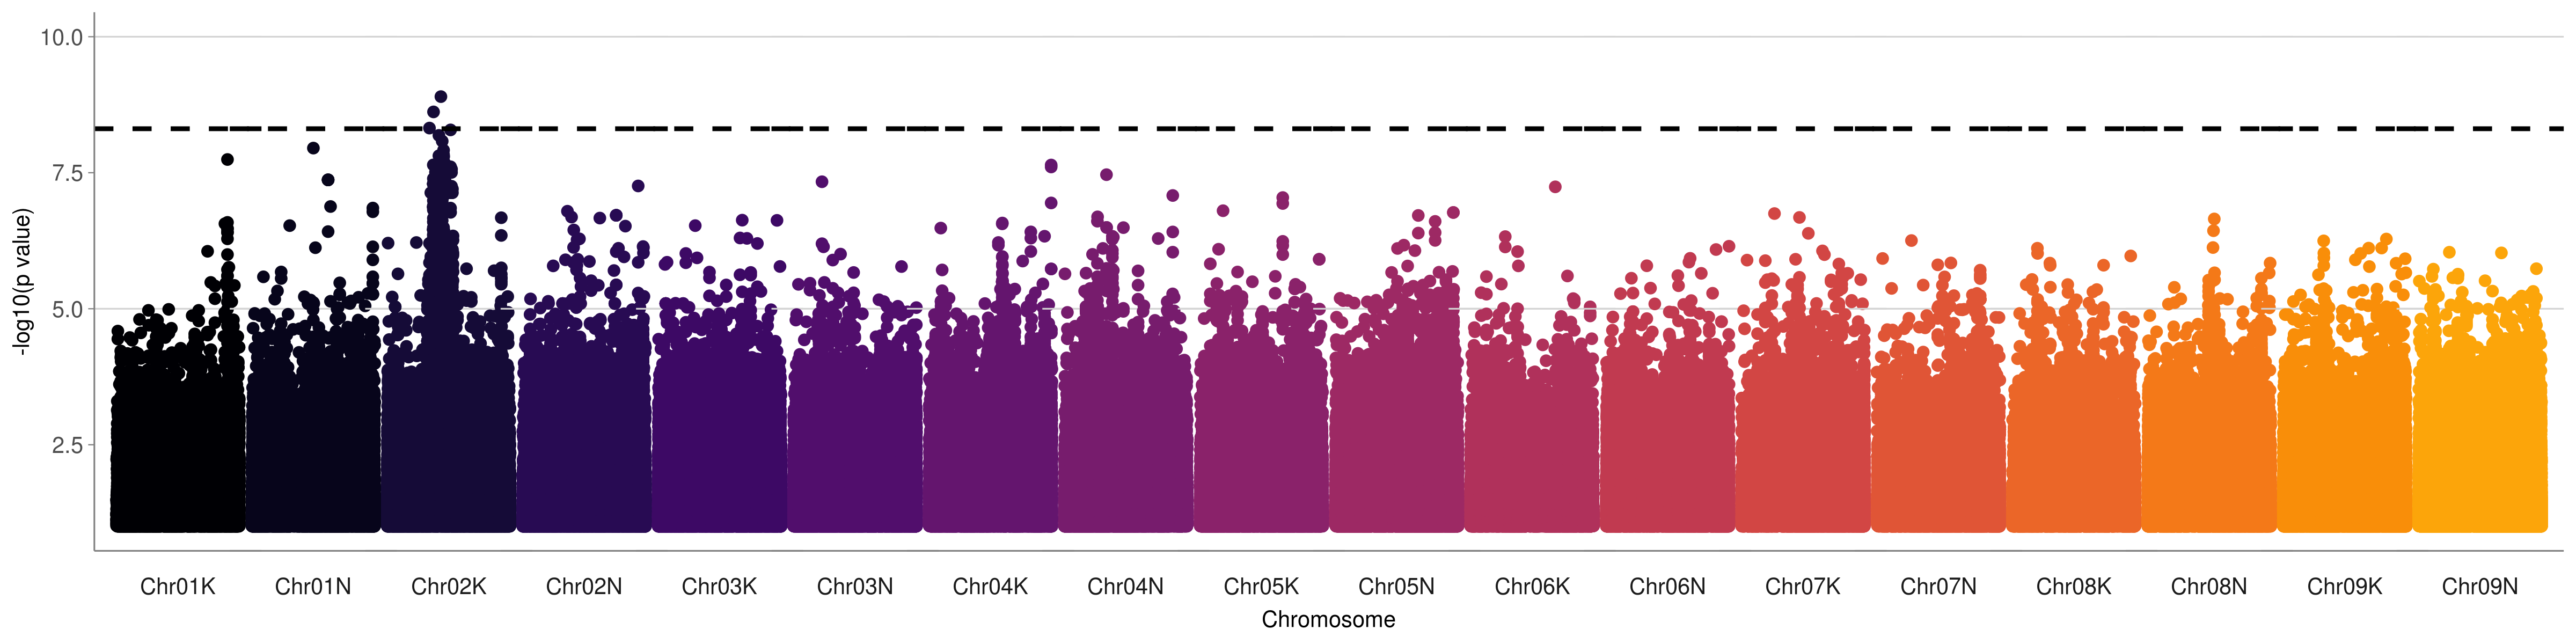 10.0
7.5
5.0
2.5
-log10(p value)
Chr01K Chr01N Chr02K Chr02N Chr03K Chr03N Chr04K Chr04N Chr05K Chr05N Chr06K Chr06N Chr07K Chr07N Chr08K Chr08N Chr09K Chr09N
Chromosome